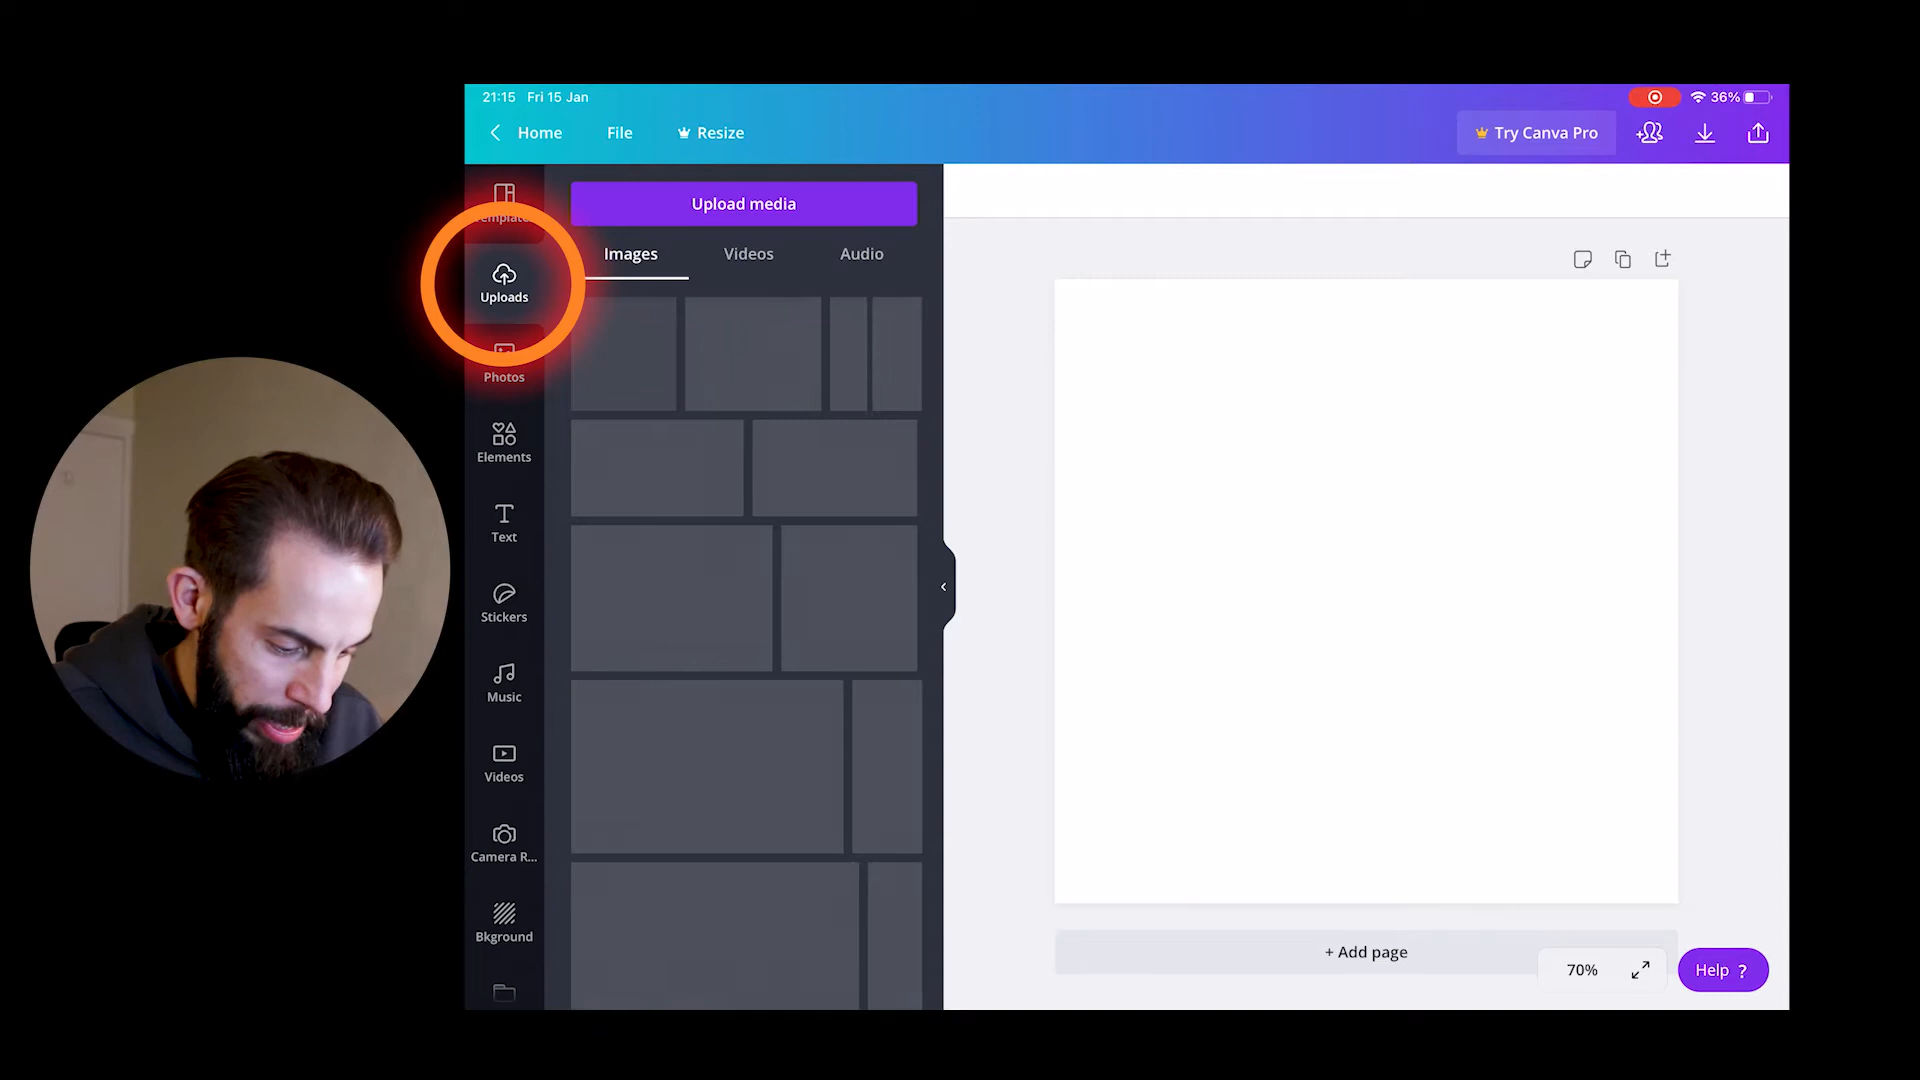 21:15 Fri 15 Jan
36%
Home File Resize
Try Canva Pro
Templates
Upload media
Images Videos Audio
Uploads
Photos
Elements
Text
Stickers
Music
Videos
Camera R...
Bkground
+ Add page
70%
Help ?